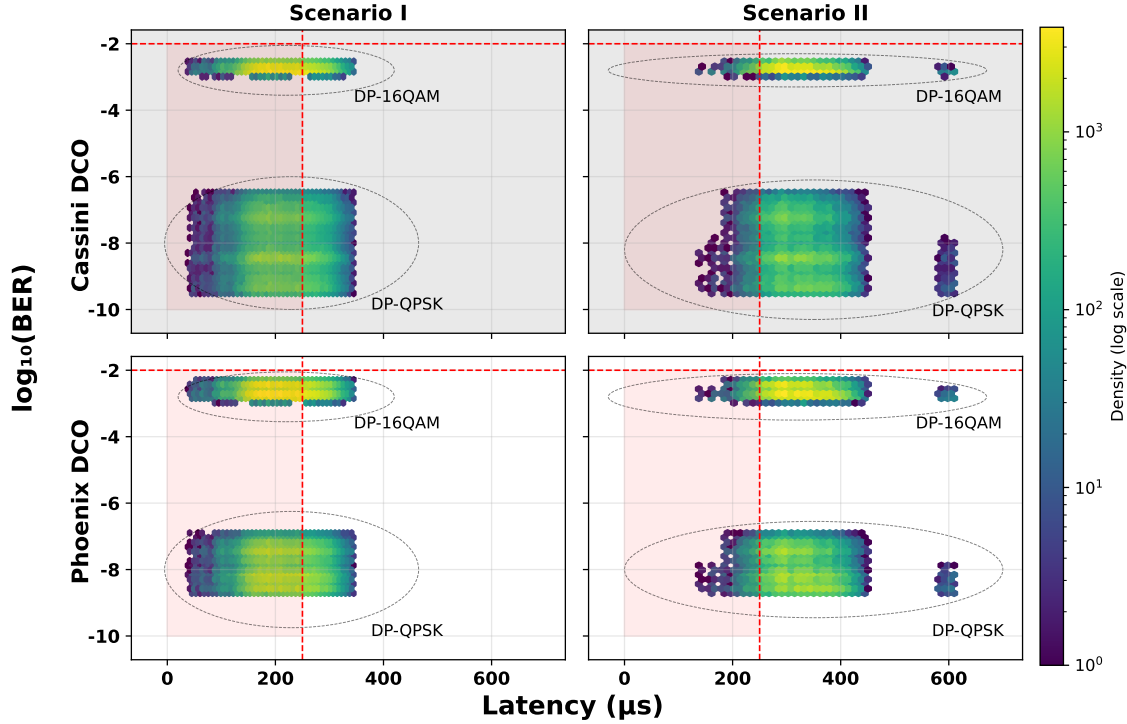 Scenario I
Scenario II
log₁₀(BER)
Cassini DCO
-2
-4
-6
-8
-10
DP-16QAM
DP-QPSK
DP-16QAM
DP-QPSK
Phoenix DCO
-2
-4
-6
-8
-10
DP-16QAM
DP-QPSK
DP-16QAM
DP-QPSK
0 200 400 600
0 200 400 600
Latency (μs)
10³
10²
10¹
10⁰
Density (log scale)